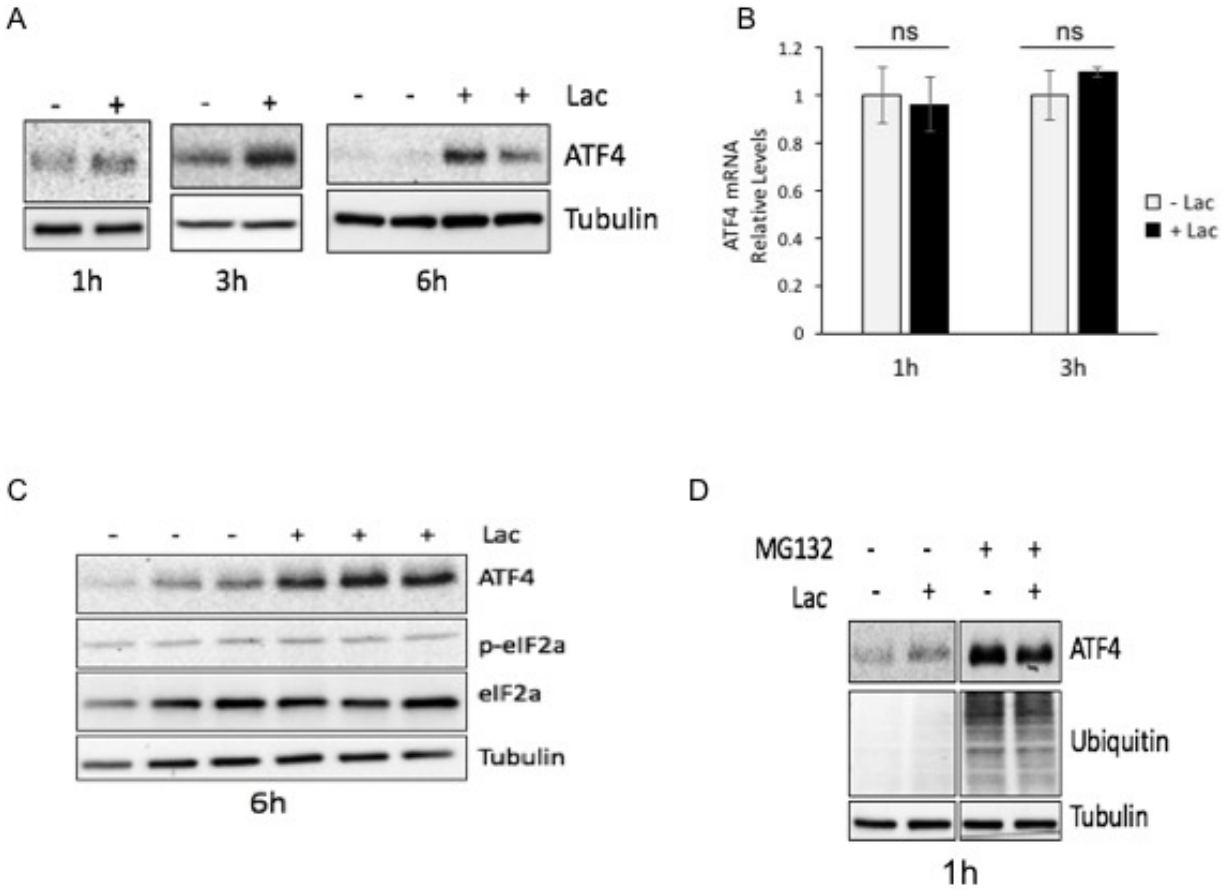 A
- + - + - - + + Lac
ATF4
Tubulin
1h 3h 6h
B
ns ns
1.2
1
0.8
0.6
0.4
0.2
0
ATF4 mRNA
Relative Levels
- Lac
+ Lac
1h 3h
C
- - - + + + Lac
ATF4
p-eIF2a
eIF2a
Tubulin
6h
D
MG132 - - + +
Lac - + - +
ATF4
Ubiquitin
Tubulin
1h